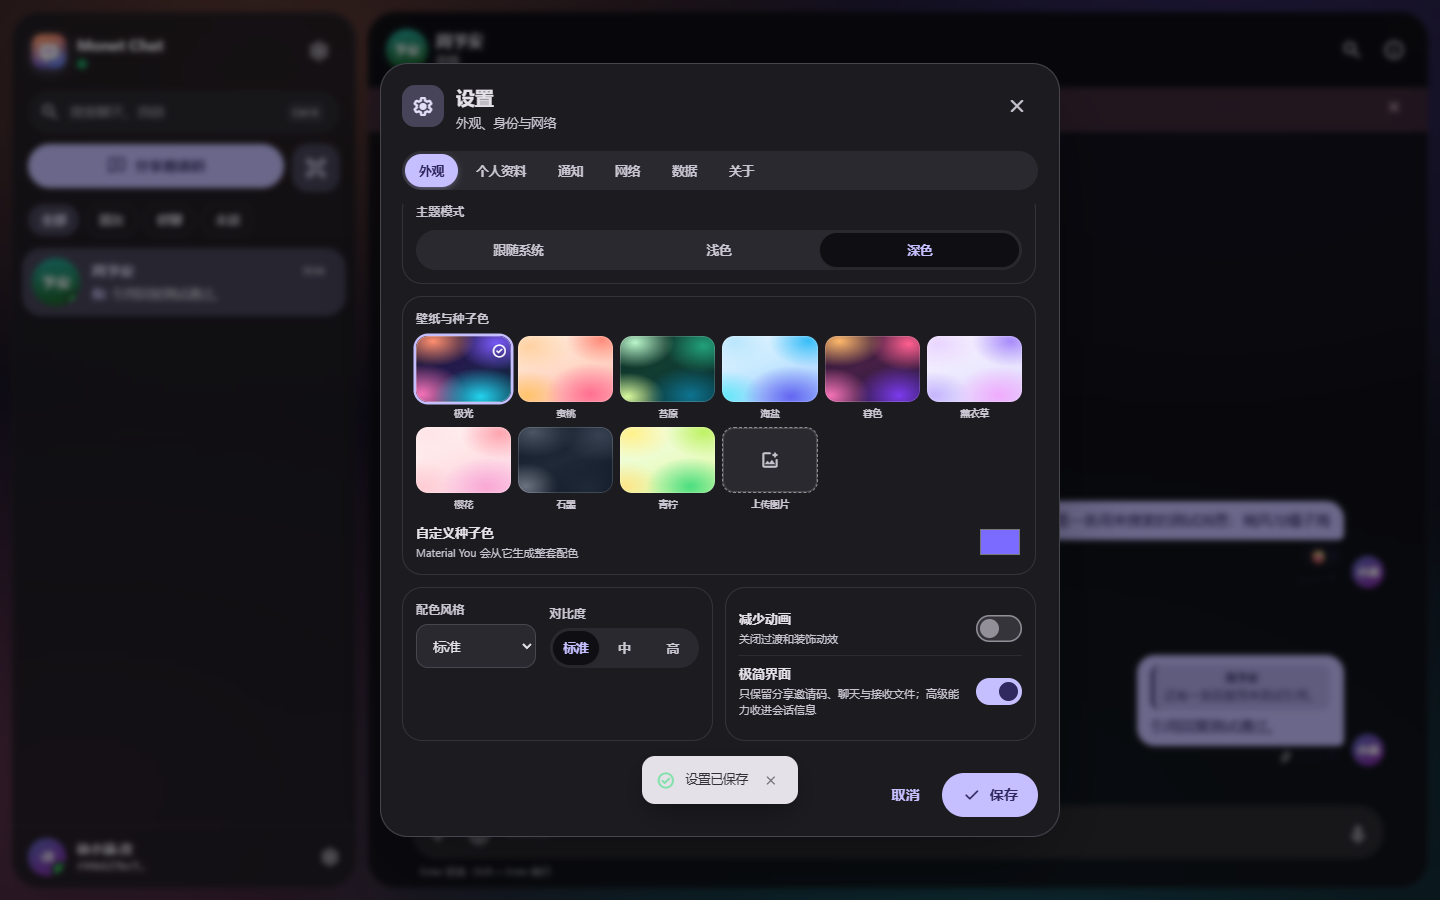 Monet Chat
设置
外观、身份与网络
外观 个人资料 通知 网络 数据 关于
主题模式
跟随系统 浅色 深色
壁纸与种子色
极光 蜜桃 苔原 海盐 暮色 薰衣草
樱花 石墨 青柠 上传图片
自定义种子色
Material You 会从它生成整套配色
配色风格
标准
对比度
标准 中 高
减少动画
关闭过渡和装饰动效
极简界面
只保留分享邀请码、聊天与接收文件；高级能
力收进会话信息
设置已保存
取消 保存